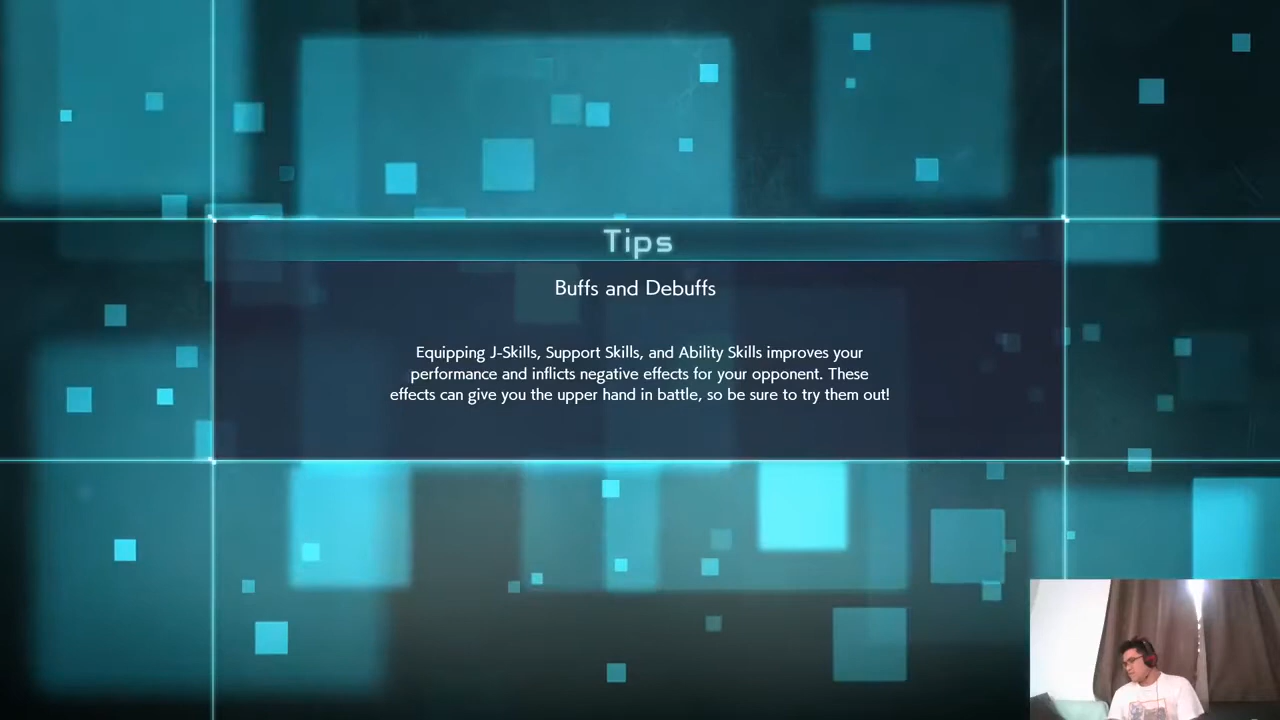 Tips
Buffs and Debuffs
Equipping J-Skills, Support Skills, and Ability Skills improves your
performance and inflicts negative effects for your opponent. These
effects can give you the upper hand in battle, so be sure to try them out!